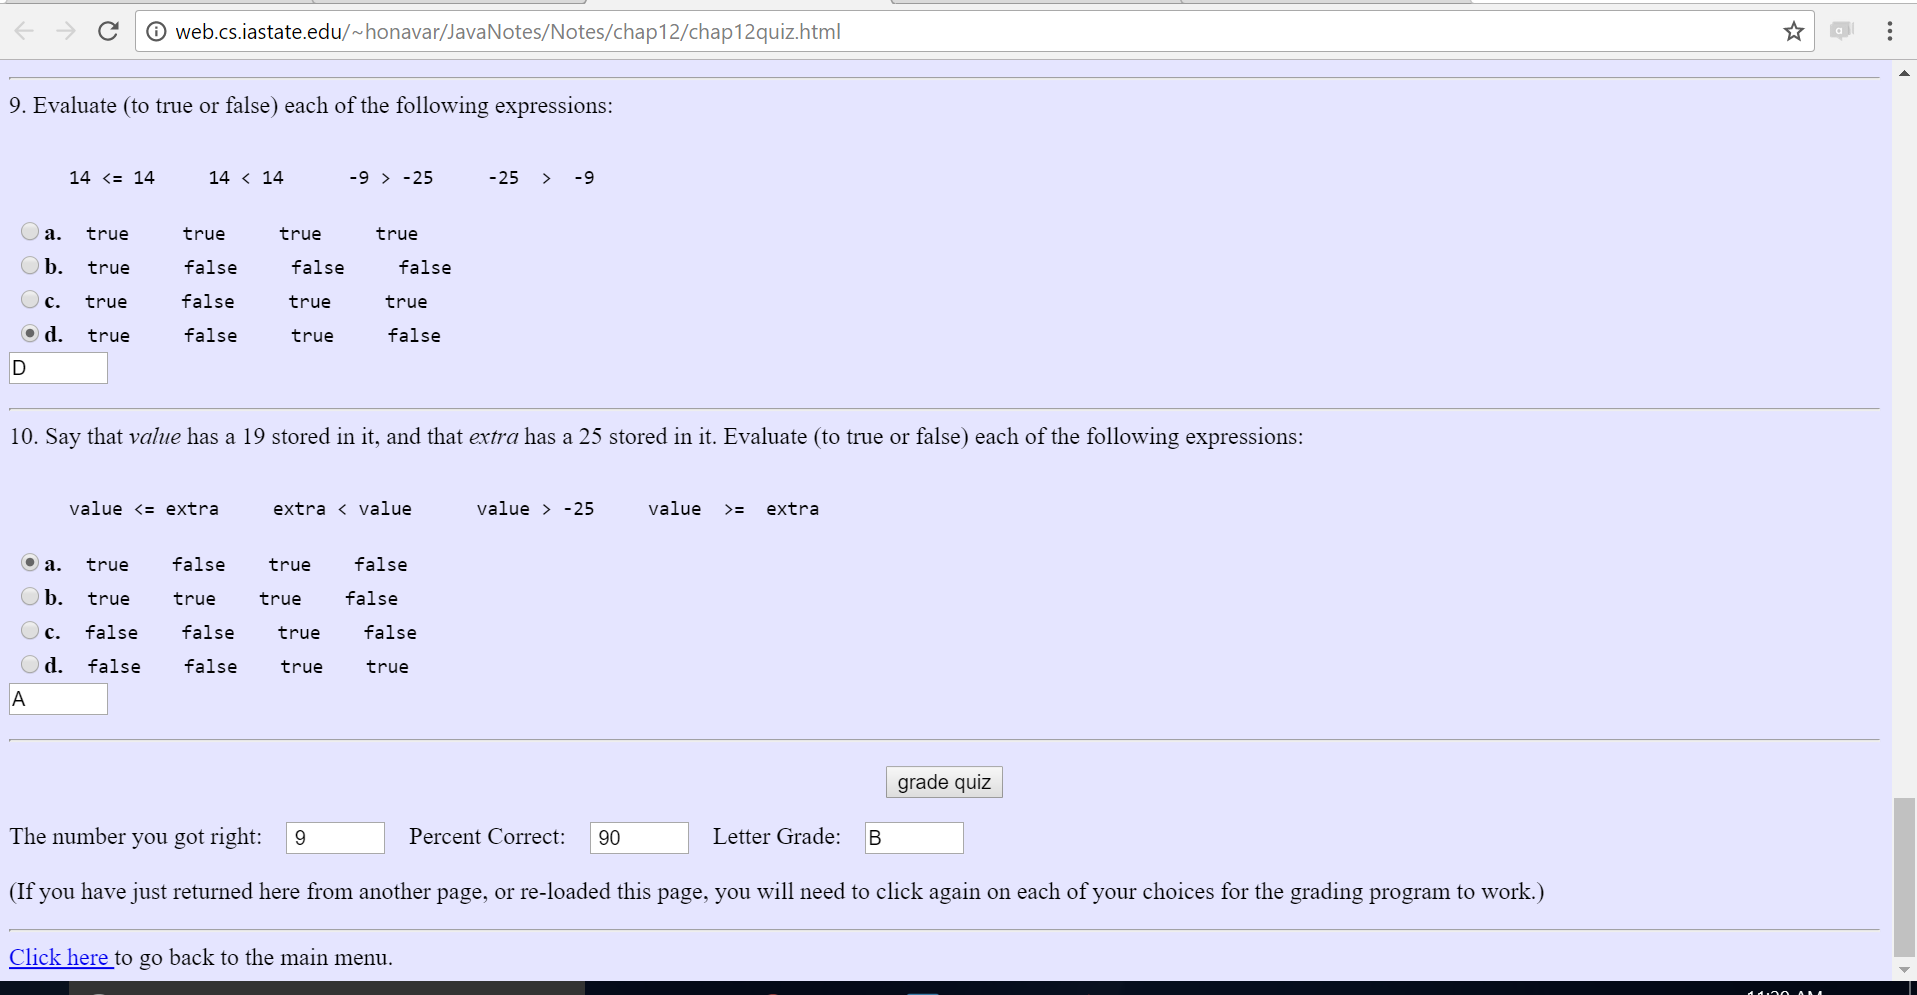 web.cs.iastate.edu/~honavar/JavaNotes/Notes/chap12/chap12quiz.html
9. Evaluate (to true or false) each of the following expressions:
14 <= 14 14 < 14 -9 > -25 -25 > -9
a. true true true true
b. true false false false
c. true false true true
d. true false true false
D
10. Say that value has a 19 stored in it, and that extra has a 25 stored in it. Evaluate (to true or false) each of the following expressions:
value <= extra extra < value value > -25 value >= extra
a. true false true false
b. true true true false
c. false false true false
d. false false true true
A
grade quiz
The number you got right: 9 Percent Correct: 90 Letter Grade: B
(If you have just returned here from another page, or re-loaded this page, you will need to click again on each of your choices for the grading program to work.)
Click here to go back to the main menu.